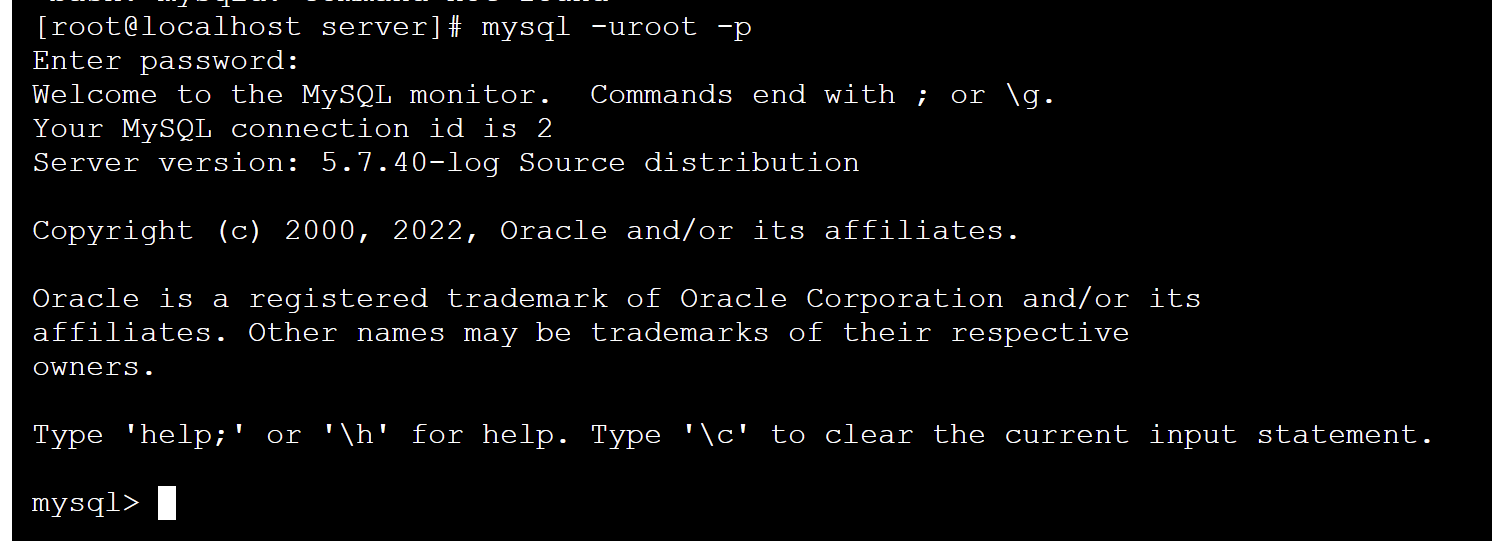 [root@localhost server]# mysql -uroot -p
Enter password:
Welcome to the MySQL monitor.  Commands end with ; or \g.
Your MySQL connection id is 2
Server version: 5.7.40-log Source distribution
Copyright (c) 2000, 2022, Oracle and/or its affiliates.
Oracle is a registered trademark of Oracle Corporation and/or its
affiliates. Other names may be trademarks of their respective
owners.
Type 'help;' or '\h' for help. Type '\c' to clear the current input statement.
mysql>